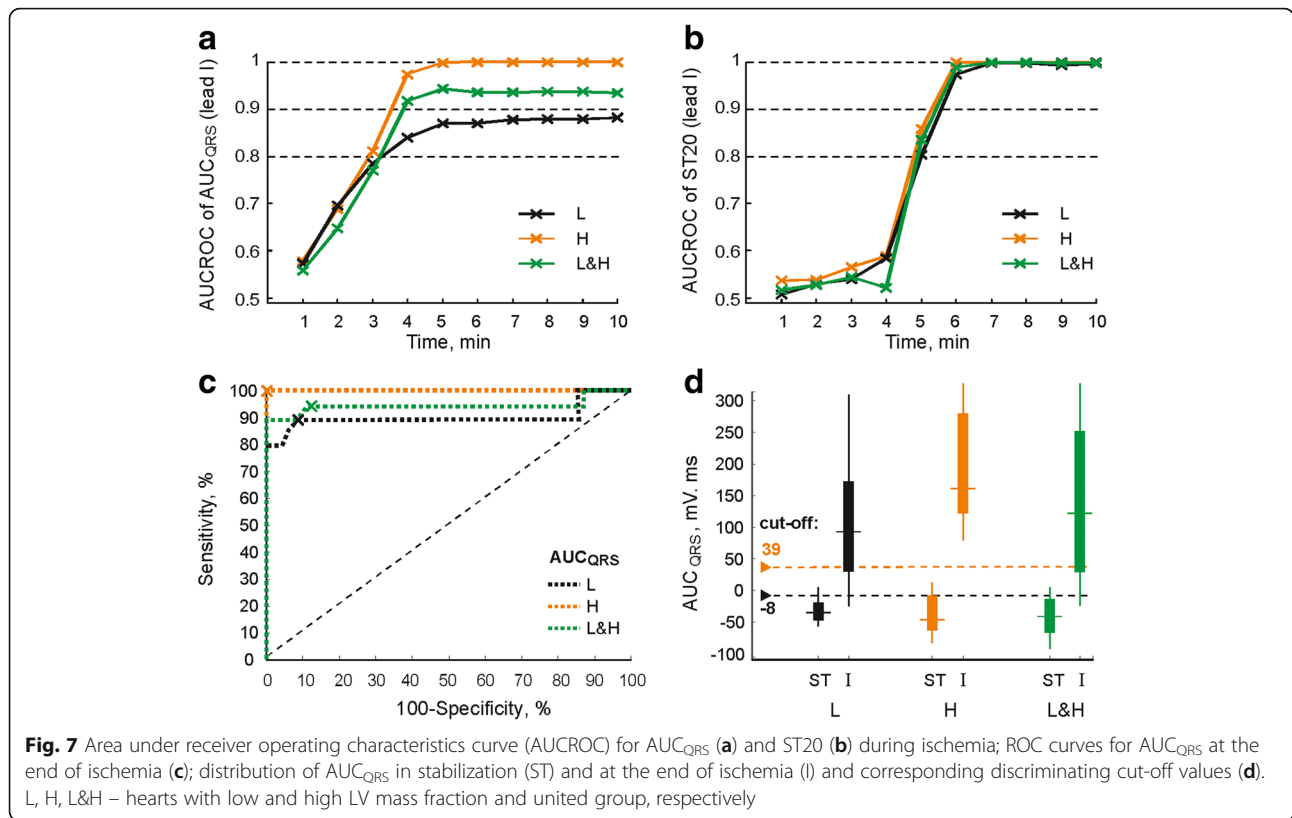 a
1
0.9
0.8
0.7
0.6
0.5
AUCROC of AUCQRS (lead I)
L
H
L&H
1 2 3 4 5 6 7 8 9 10
Time, min
b
1
0.9
0.8
0.7
0.6
0.5
AUCROC of ST20 (lead I)
L
H
L&H
1 2 3 4 5 6 7 8 9 10
Time, min
c
100
90
80
70
60
50
40
30
20
10
0
Sensitivity, %
AUCQRS
L
H
L&H
0 10 20 30 40 50 60 70 80 90 100
100-Specificity, %
d
300
250
200
150
100
50
0
-50
-100
AUCQRS, mV. ms
cut-off:
39
-8
ST I ST I ST I
L H L&H
Fig. 7 Area under receiver operating characteristics curve (AUCROC) for AUCQRS (a) and ST20 (b) during ischemia; ROC curves for AUCQRS at the
end of ischemia (c); distribution of AUCQRS in stabilization (ST) and at the end of ischemia (I) and corresponding discriminating cut-off values (d).
L, H, L&H – hearts with low and high LV mass fraction and united group, respectively